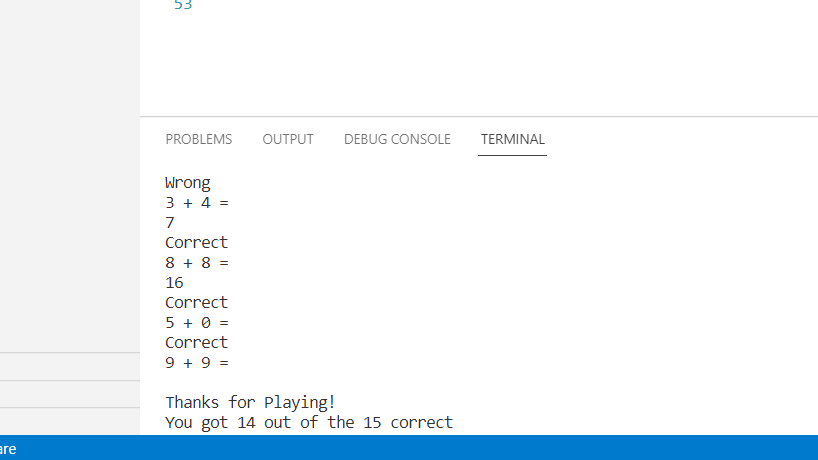 53
PROBLEMS OUTPUT DEBUG CONSOLE TERMINAL
Wrong
3 + 4 =
7
Correct
8 + 8 =
16
Correct
5 + 0 =
Correct
9 + 9 =
Thanks for Playing!
You got 14 out of the 15 correct
are